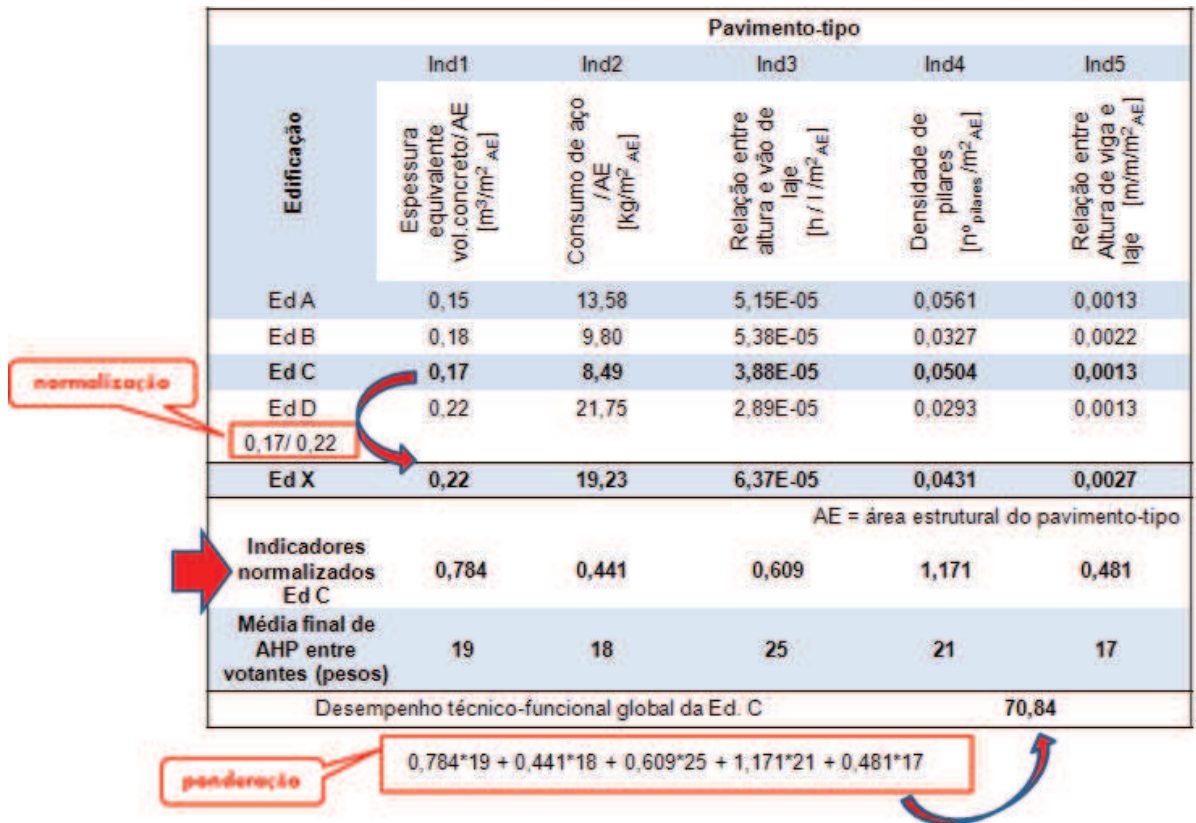 Pavimento-tipo
Ind1 Ind2 Ind3 Ind4 Ind5
Edificação
Espessura
equivalente
vol.concreto/ AE
[m³/m² AE]
Consumo de aço
/ AE
[kg/m² AE]
Relação entre
altura e vão de
laje
[h / l /m² AE]
Densidade de
pilares
[nº pilares /m² AE]
Relação entre
Altura de viga e
laje [m/m/m² AE]
Ed A 0,15 13,58 5,15E-05 0,0561 0,0013
Ed B 0,18 9,80 5,38E-05 0,0327 0,0022
Ed C 0,17 8,49 3,88E-05 0,0504 0,0013
normalização
Ed D 0,22 21,75 2,89E-05 0,0293 0,0013
0,17/ 0,22
Ed X 0,22 19,23 6,37E-05 0,0431 0,0027
AE = área estrutural do pavimento-tipo
Indicadores
normalizados 0,784 0,441 0,609 1,171 0,481
Ed C
Média final de
AHP entre 19 18 25 21 17
votantes (pesos)
Desempenho técnico-funcional global da Ed. C 70,84
0,784*19 + 0,441*18 + 0,609*25 + 1,171*21 + 0,481*17
ponderação